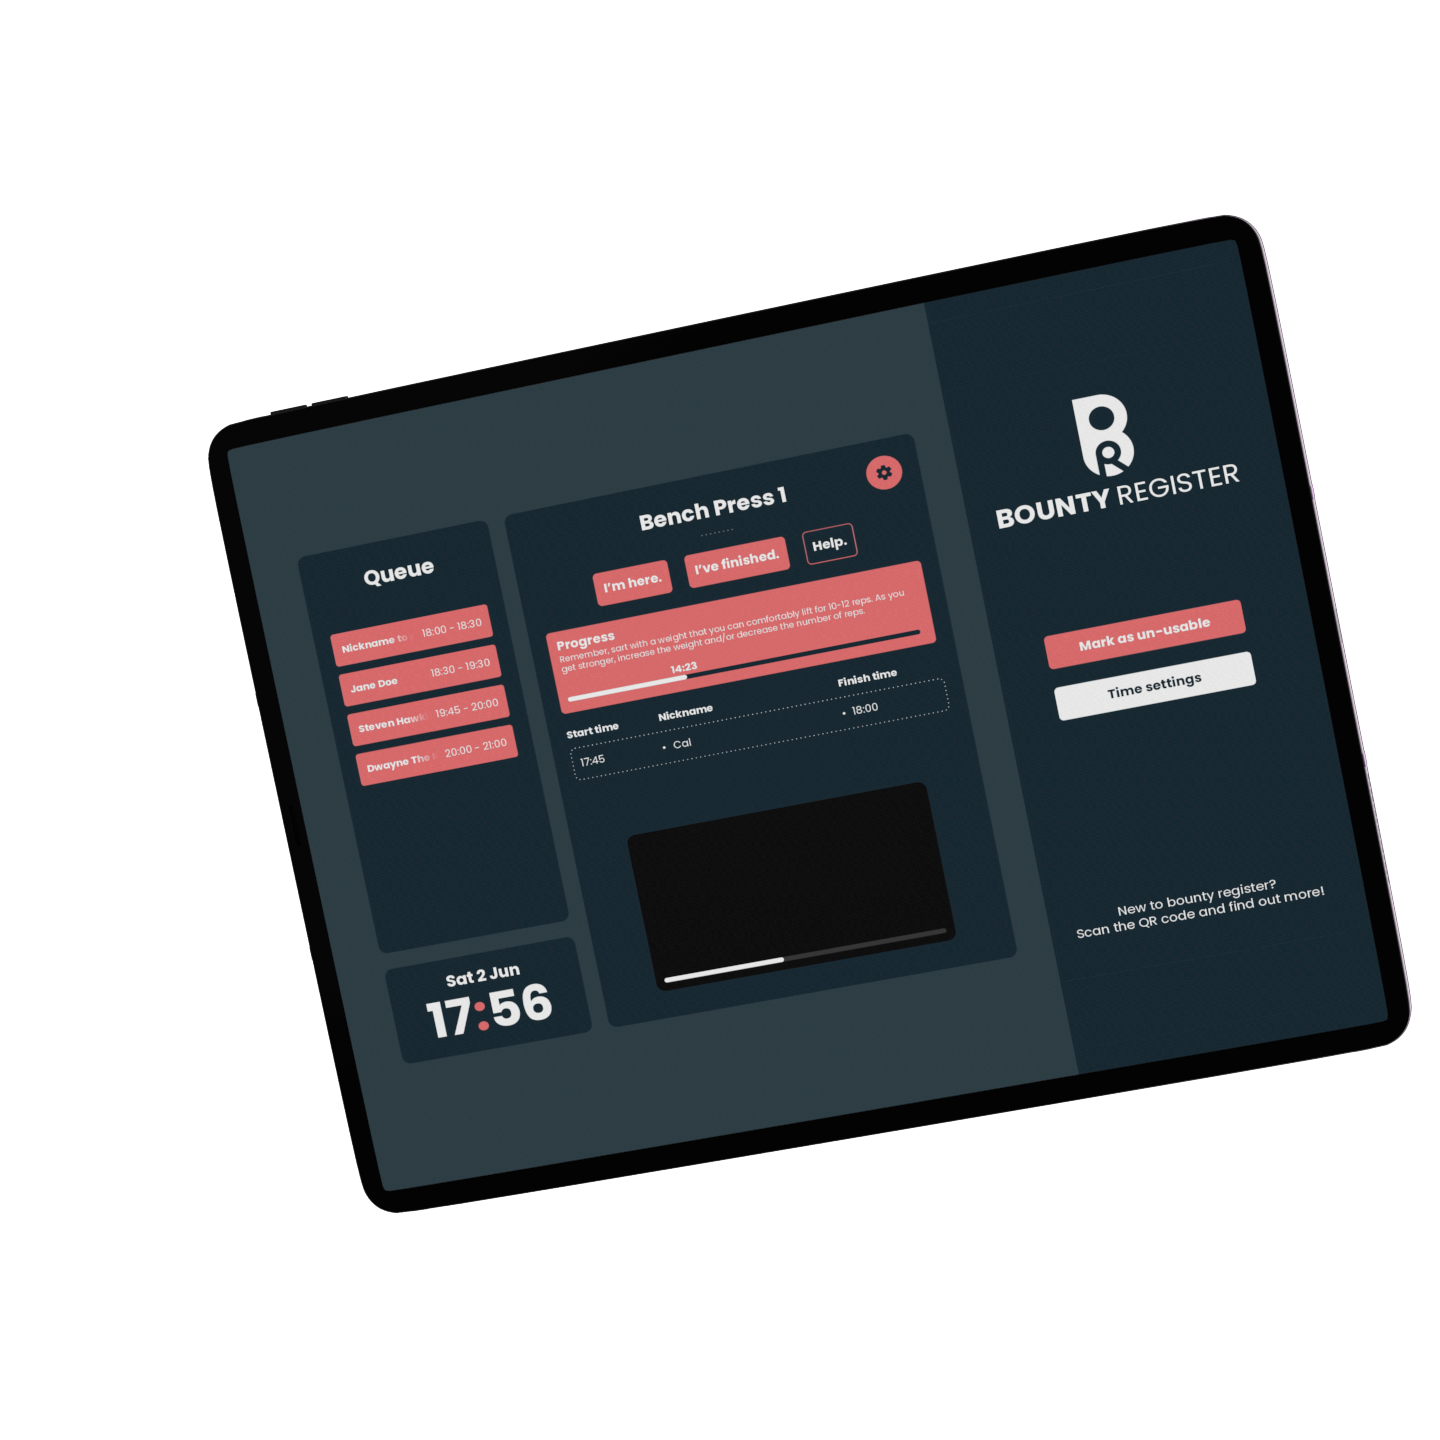 Queue
Nickname to
18:00 - 18:30
Jane Doe
18:30 - 19:30
Steven Hawk
19:45 - 20:00
Dwayne The
20:00 - 21:00
Sat 2 Jun
17:56
Bench Press 1
I'm here.
I've finished.
Help.
Progress
Remember, sart with a weight that you can comfortably lift for 10-12 reps. As you
get stronger, increase the weight and/or decrease the number of reps.
14:23
Start time
Nickname
Finish time
17:45
• Cal
• 18:00
BR
BOUNTY REGISTER
Mark as un-usable
Time settings
New to bounty register?
Scan the QR code and find out more!